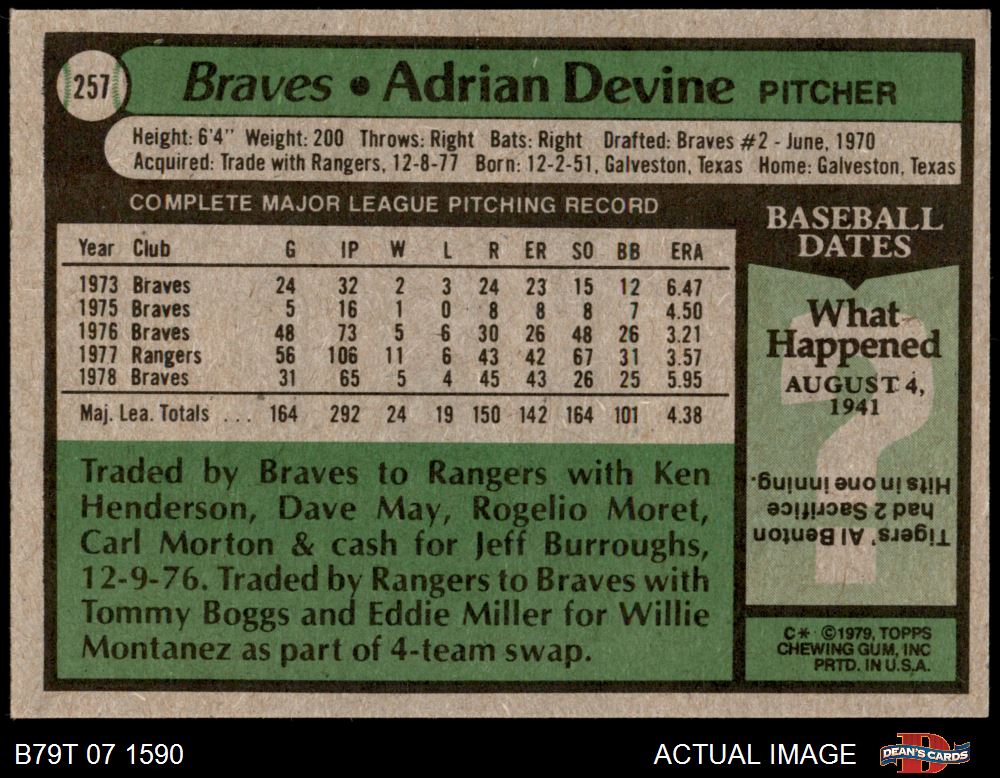 257
Braves • Adrian Devine PITCHER
Height: 6'4" Weight: 200 Throws: Right Bats: Right Drafted: Braves #2 - June, 1970
Acquired: Trade with Rangers, 12-8-77 Born: 12-2-51, Galveston, Texas Home: Galveston, Texas
COMPLETE MAJOR LEAGUE PITCHING RECORD
Year Club G IP W L R ER SO BB ERA
1973 Braves 24 32 2 3 24 23 15 12 6.47
1975 Braves 5 16 1 0 8 8 8 7 4.50
1976 Braves 48 73 5 6 30 26 48 26 3.21
1977 Rangers 56 106 11 6 43 42 67 31 3.57
1978 Braves 31 65 5 4 45 43 26 25 5.95
Maj. Lea. Totals . . . 164 292 24 19 150 142 164 101 4.38
Traded by Braves to Rangers with Ken
Henderson, Dave May, Rogelio Moret,
Carl Morton & cash for Jeff Burroughs,
12-9-76. Traded by Rangers to Braves with
Tommy Boggs and Eddie Miller for Willie
Montanez as part of 4-team swap.
BASEBALL
DATES
What
Happened
AUGUST 4,
1941
Tigers' Al Benton
had 2 Sacrifice
Hits in one inning.
C* ©1979, TOPPS
CHEWING GUM, INC
PRTD. IN U.S.A.
B79T 07 1590
ACTUAL IMAGE
DEAN'S CARDS